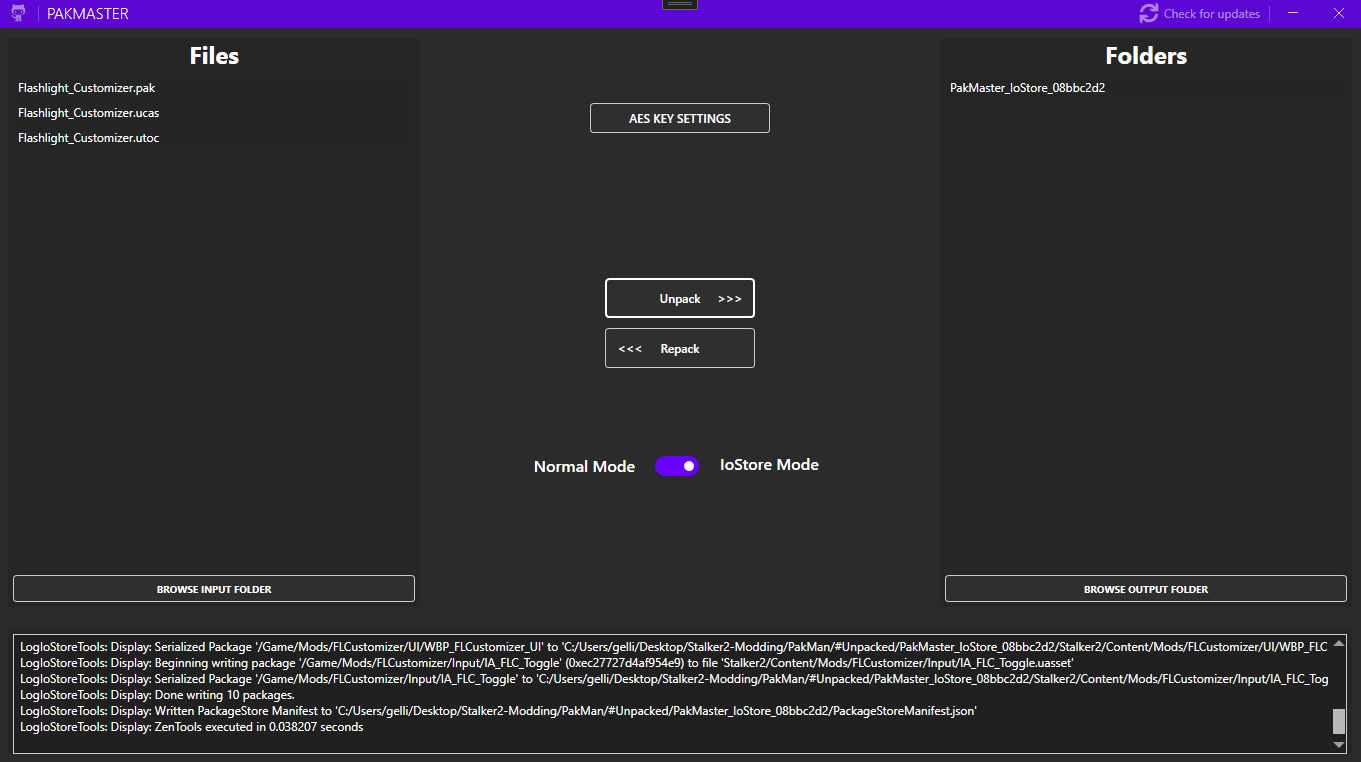 PAKMASTER
Check for updates
Files
Flashlight_Customizer.pak
Flashlight_Customizer.ucas
Flashlight_Customizer.utoc
BROWSE INPUT FOLDER
AES KEY SETTINGS
Unpack >>>
<<< Repack
Normal Mode
IoStore Mode
Folders
PakMaster_IoStore_08bbc2d2
BROWSE OUTPUT FOLDER
LogIoStoreTools: Display: Serialized Package '/Game/Mods/FLCustomizer/UI/WBP_FLCustomizer_UI' to 'C:/Users/gelli/Desktop/Stalker2-Modding/PakMan/#Unpacked/PakMaster_IoStore_08bbc2d2/Stalker2/Content/Mods/FLCustomizer/UI/WBP_FLC
LogIoStoreTools: Display: Beginning writing package '/Game/Mods/FLCustomizer/Input/IA_FLC_Toggle' (0xec27727d4af954e9) to file 'Stalker2/Content/Mods/FLCustomizer/Input/IA_FLC_Toggle.uasset'
LogIoStoreTools: Display: Serialized Package '/Game/Mods/FLCustomizer/Input/IA_FLC_Toggle' to 'C:/Users/gelli/Desktop/Stalker2-Modding/PakMan/#Unpacked/PakMaster_IoStore_08bbc2d2/Stalker2/Content/Mods/FLCustomizer/Input/IA_FLC_Tog
LogIoStoreTools: Display: Done writing 10 packages.
LogIoStoreTools: Display: Written PackageStore Manifest to 'C:/Users/gelli/Desktop/Stalker2-Modding/PakMan/#Unpacked/PakMaster_IoStore_08bbc2d2/PackageStoreManifest.json'
LogIoStoreTools: Display: ZenTools executed in 0.038207 seconds